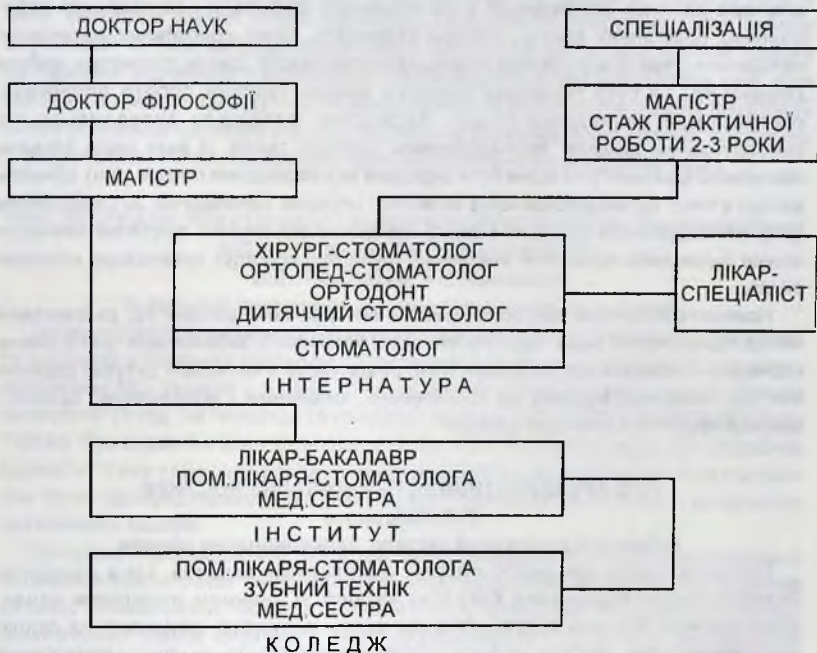 ДОКТОР НАУК
ДОКТОР ФІЛОСОФІЇ
МАГІСТР
СПЕЦІАЛІЗАЦІЯ
МАГІСТР
СТАЖ ПРАКТИЧНОЇ
РОБОТИ 2-3 РОКИ
ХІРУРГ-СТОМАТОЛОГ
ОРТОПЕД-СТОМАТОЛОГ
ОРТОДОНТ
ДИТЯЧЧИЙ СТОМАТОЛОГ
СТОМАТОЛОГ
ІНТЕРНАТУРА
ЛІКАР-
СПЕЦІАЛІСТ
ЛІКАР-БАКАЛАВР
ПОМ.ЛІКАРЯ-СТОМАТОЛОГА
МЕД.СЕСТРА
ІНСТИТУТ
ПОМ.ЛІКАРЯ-СТОМАТОЛОГА
ЗУБНИЙ ТЕХНІК
МЕД.СЕСТРА
КОЛЕДЖ